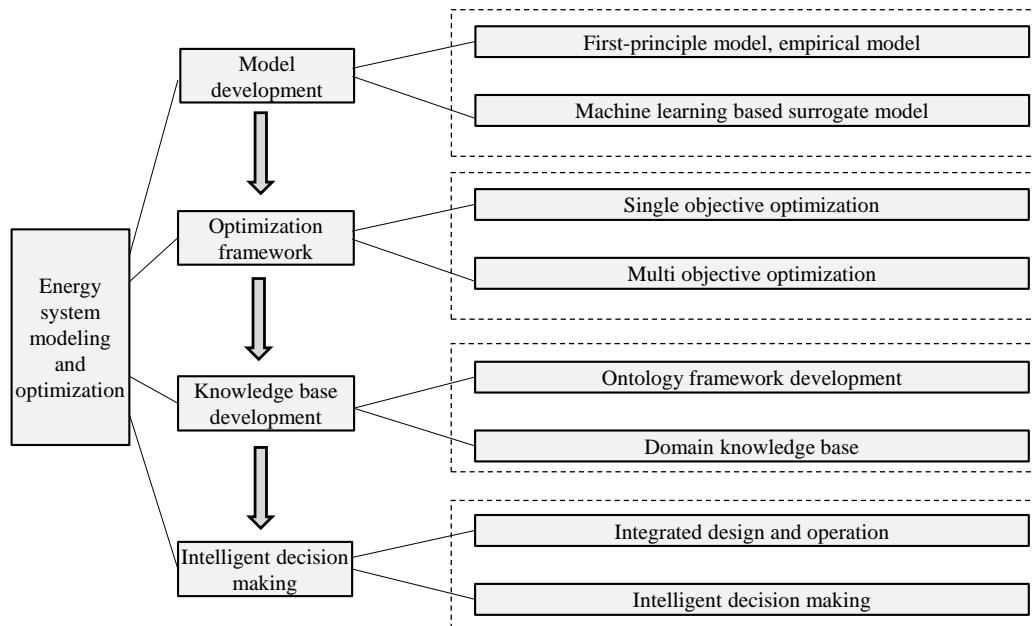 Energy
system
modeling
and
optimization
Model
development
First-principle model, empirical model
Machine learning based surrogate model
Optimization
framework
Single objective optimization
Multi objective optimization
Knowledge base
development
Ontology framework development
Domain knowledge base
Intelligent decision
making
Integrated design and operation
Intelligent decision making